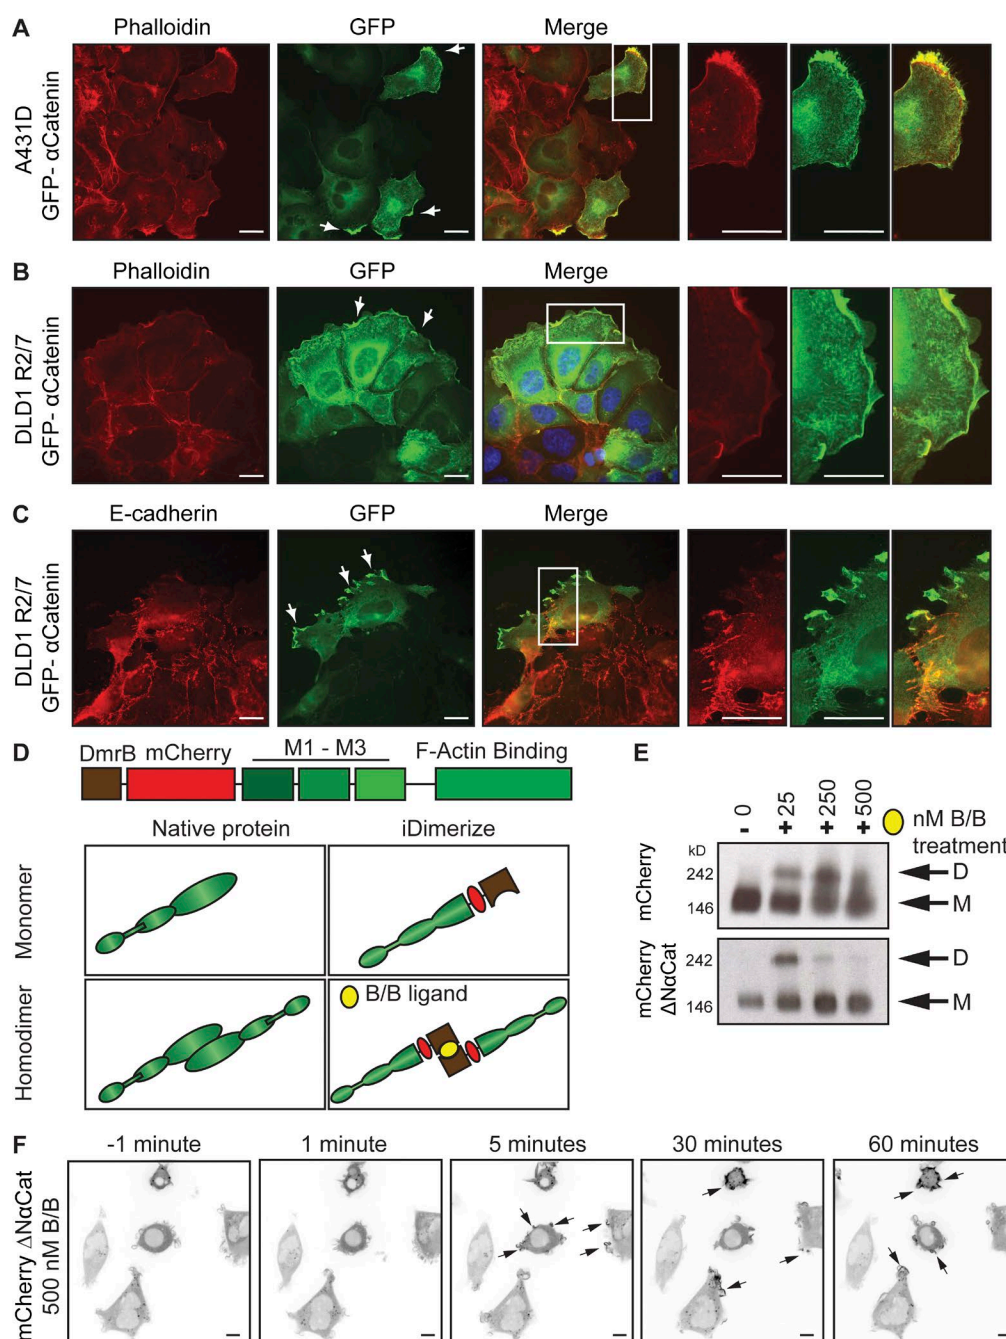 A
Phalloidin GFP Merge
A431D
GFP- αCatenin
B
Phalloidin GFP Merge
DLD1 R2/7
GFP- αCatenin
C
E-cadherin GFP Merge
DLD1 R2/7
GFP- αCatenin
D
DmrB mCherry M1 - M3 F-Actin Binding
Native protein iDimerize
Monomer
Homodimer
B/B ligand
E
0 25 250 500
- + + + nM B/B
treatment
kD
mCherry
242 D
146 M
mCherry
ΔNαCat
242 D
146 M
F
-1 minute 1 minute 5 minutes 30 minutes 60 minutes
mCherry ΔNαCat
500 nM B/B